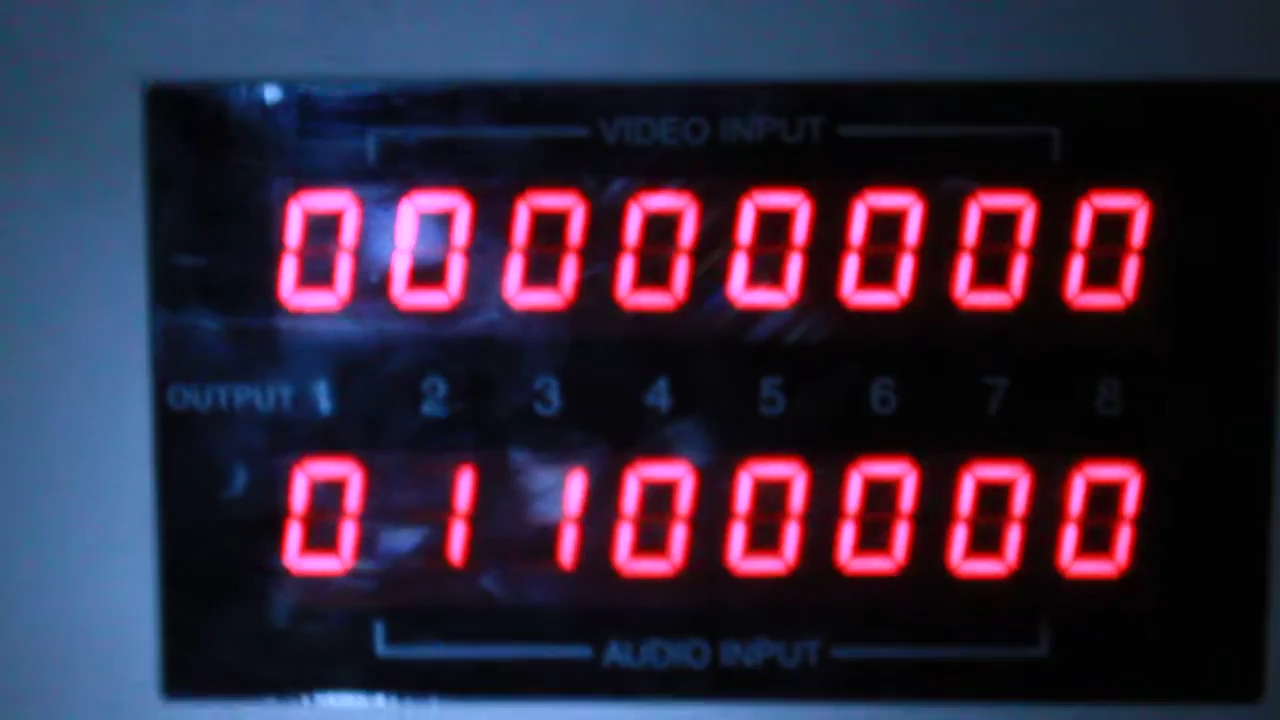 VIDEO INPUT
00000000
OUTPUT 1 2 3 4 5 6 7 8
01100000
AUDIO INPUT